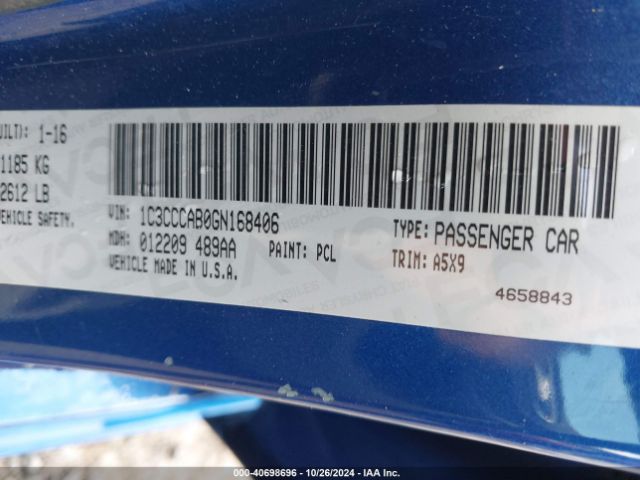 UILT): 1-16
1185 KG
2612 LB
VEHICLE SAFETY.
VIN: 1C3CCCAB0GN168406
MDH: 012209 489AA
PAINT: PCL
VEHICLE MADE IN U.S.A.
TYPE: PASSENGER CAR
TRIM: A5X9
4658843
000-40698696 | 10/26/2024 | IAA Inc.